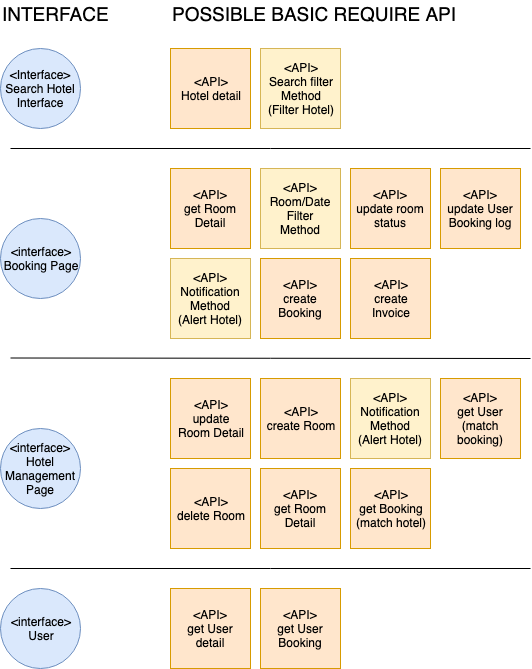 INTERFACE
POSSIBLE BASIC REQUIRE API
<Interface>
Search Hotel
Interface
<API>
Hotel detail
<API>
Search filter
Method
(Filter Hotel)
<interface>
Booking Page
<API>
get Room
Detail
<API>
Room/Date
Filter
Method
<API>
update room
status
<API>
update User
Booking log
<API>
Notification
Method
(Alert Hotel)
<API>
create
Booking
<API>
create
Invoice
<interface>
Hotel
Management
Page
<API>
update
Room Detail
<API>
create Room
<API>
Notification
Method
(Alert Hotel)
<API>
get User
(match
booking)
<API>
delete Room
<API>
get Room
Detail
<API>
get Booking
(match hotel)
<interface>
User
<API>
get User
detail
<API>
get User
Booking